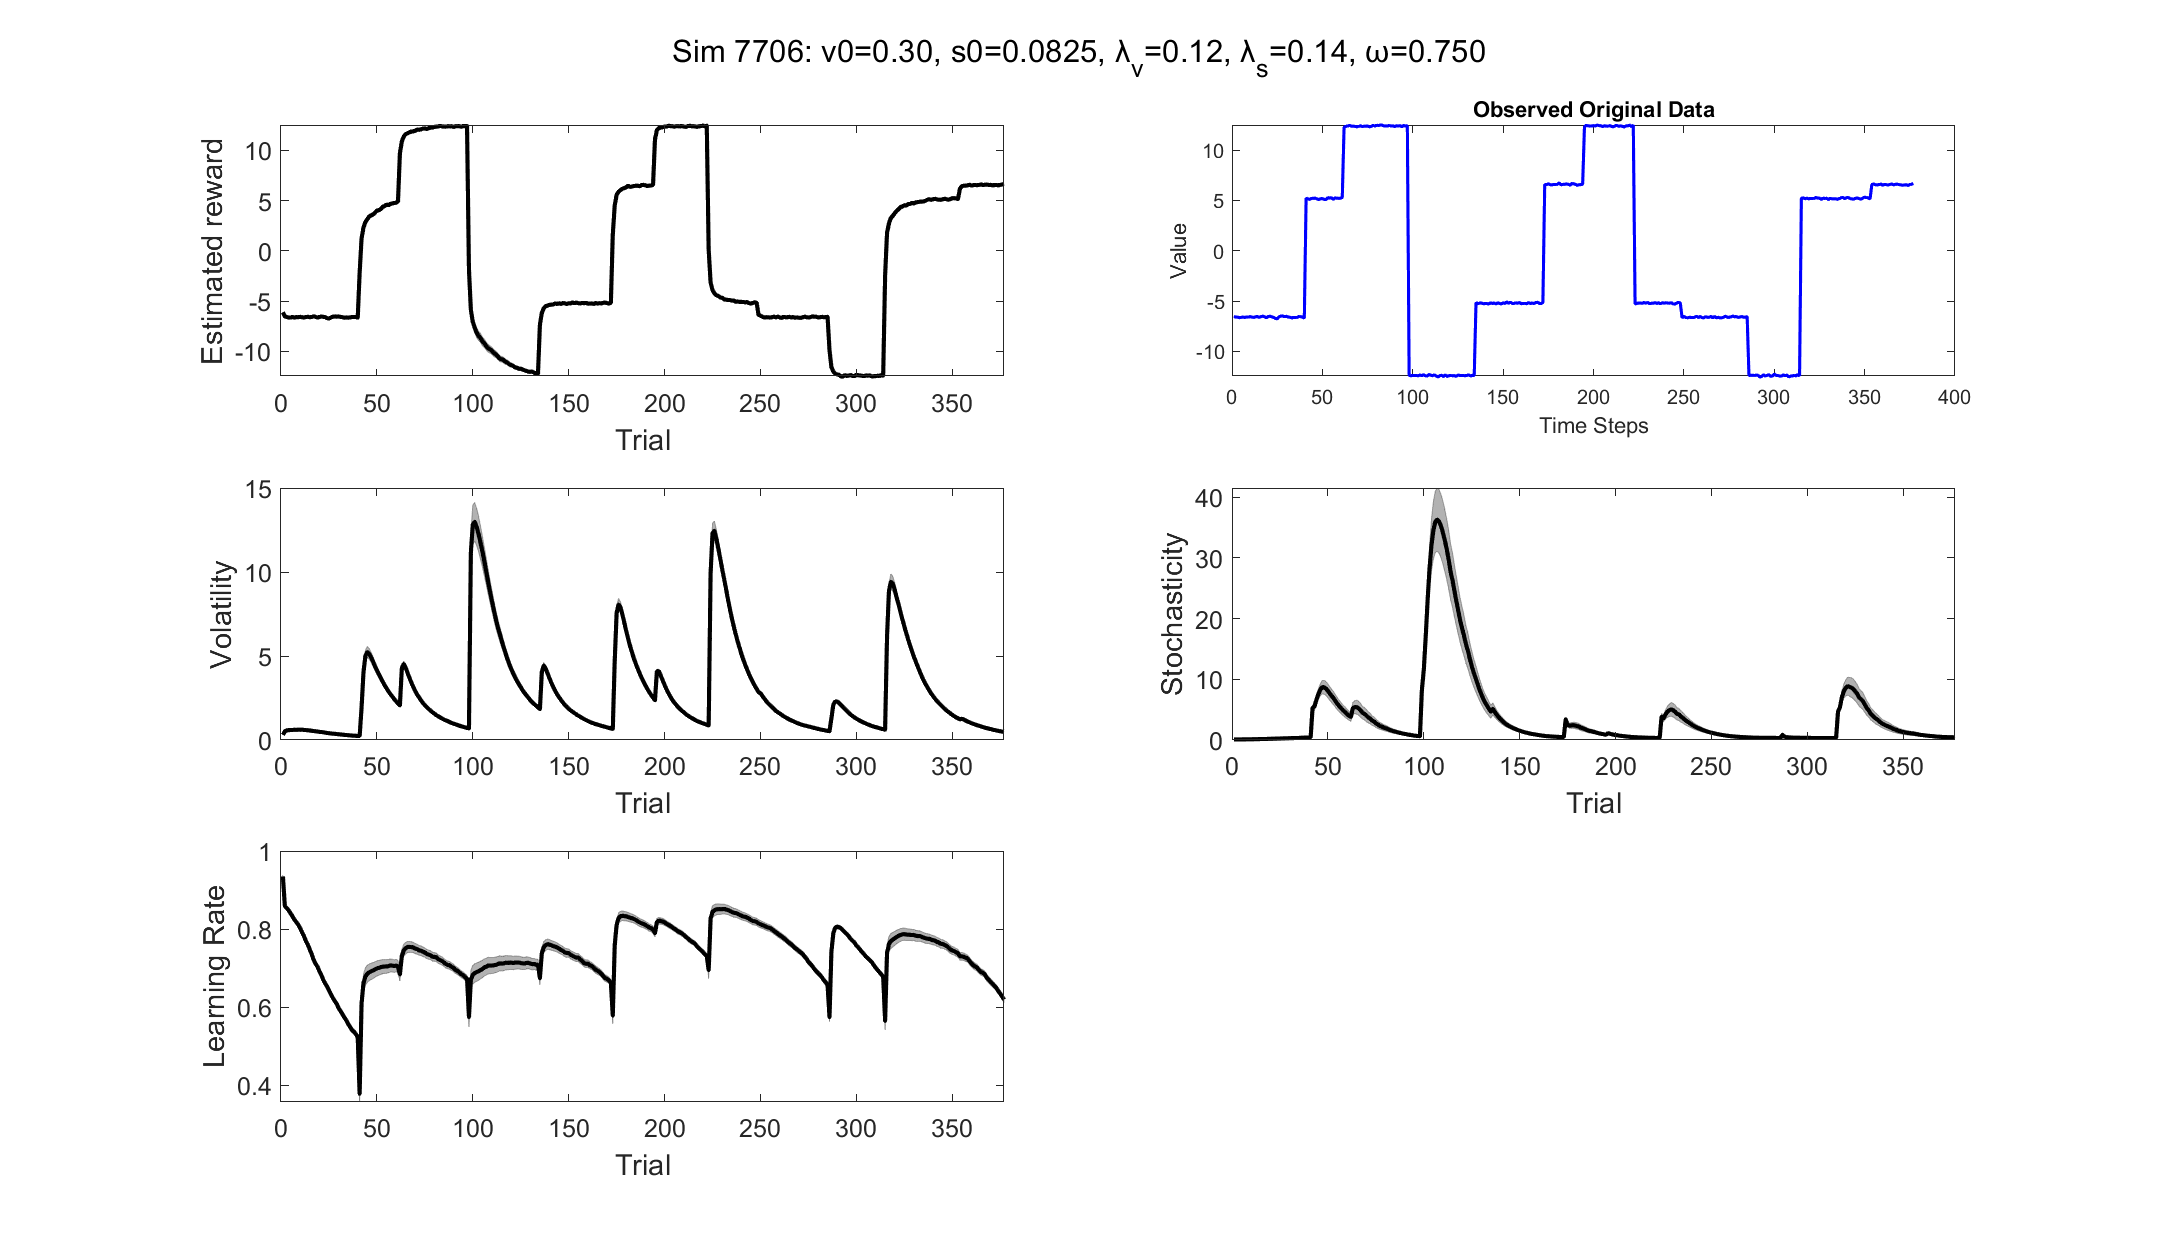 Sim 7706: v0=0.30, s0=0.0825, λ_v=0.12, λ_s=0.14, ω=0.750
Estimated reward
10
5
0
-5
-10
0 50 100 150 200 250 300 350
Trial
Observed Original Data
Value
10
5
0
-5
-10
0 50 100 150 200 250 300 350 400
Time Steps
Volatility
15
10
5
0
0 50 100 150 200 250 300 350
Trial
Stochasticity
40
30
20
10
0
0 50 100 150 200 250 300 350
Trial
Learning Rate
1
0.8
0.6
0.4
0 50 100 150 200 250 300 350
Trial